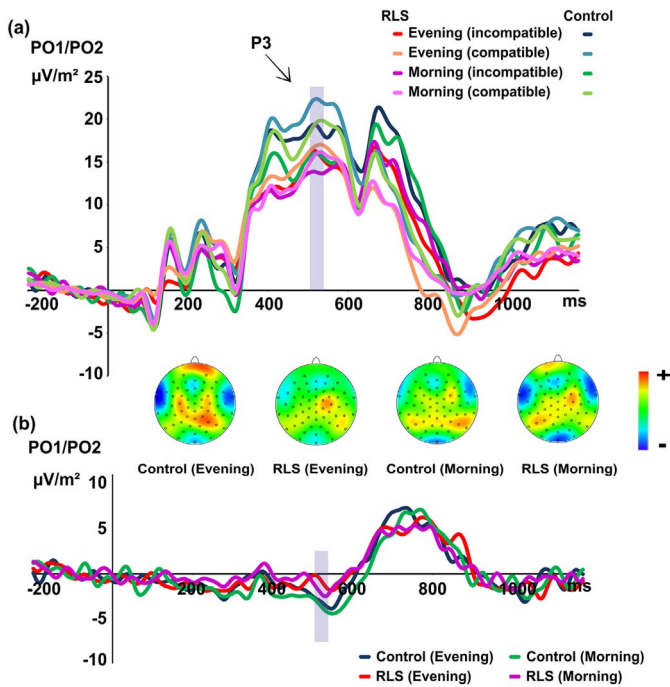 (a)
PO1/PO2
µV/m²
P3
RLS Control
Evening (incompatible)
Evening (compatible)
Morning (incompatible)
Morning (compatible)
25
20
15
10
5
0
-5
-10
-200 200 400 600 800 1000 ms
+
-
Control (Evening) RLS (Evening) Control (Morning) RLS (Morning)
(b)
PO1/PO2
µV/m²
10
5
0
-5
-10
-200 200 400 600 800 1000 ms
Control (Evening) Control (Morning)
RLS (Evening) RLS (Morning)